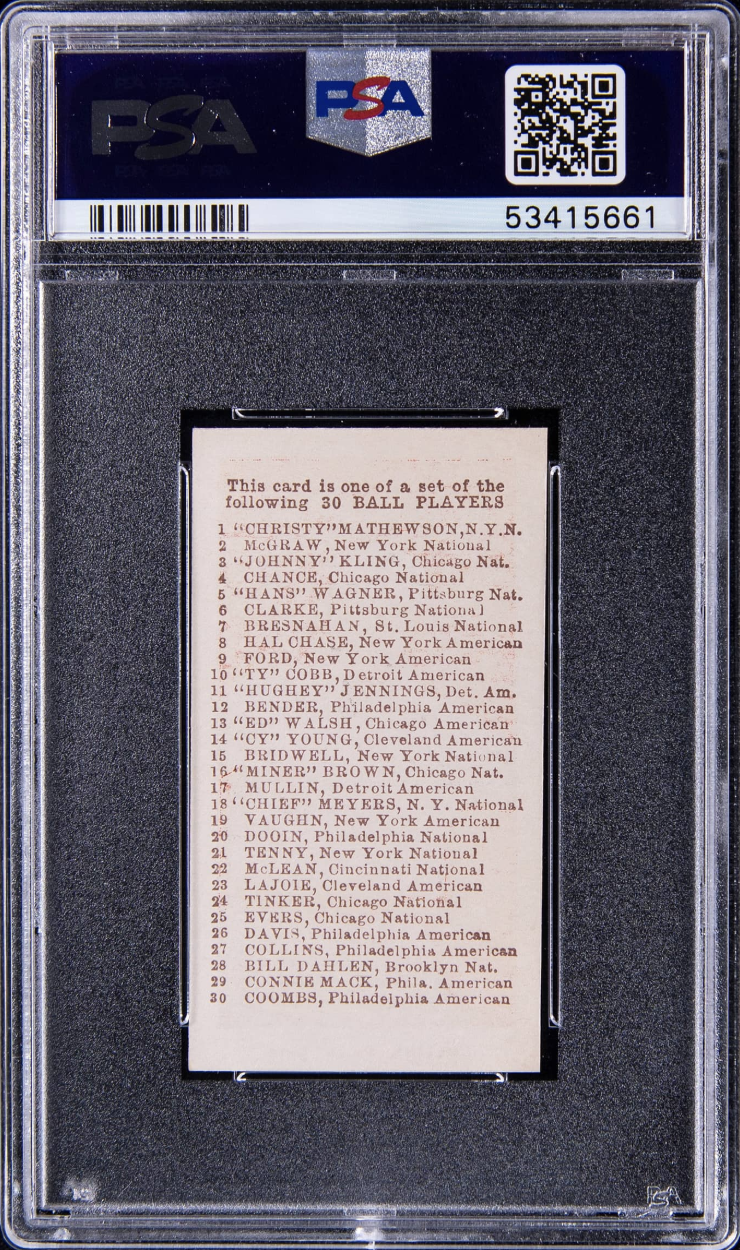 PSA
PSA
53415661
This card is one of a set of the
following 30 BALL PLAYERS
1 “CHRISTY” MATHEWSON, N.Y.N.
2 McGRAW, New York National
3 “JOHNNY” KLING, Chicago Nat.
4 CHANCE, Chicago National
5 “HANS” WAGNER, Pittsburg Nat.
6 CLARKE, Pittsburg National
7 BRESNAHAN, St. Louis National
8 HAL CHASE, New York American
9 FORD, New York American
10 “TY” COBB, Detroit American
11 “HUGHEY” JENNINGS, Det. Am.
12 BENDER, Philadelphia American
13 “ED” WALSH, Chicago American
14 “CY” YOUNG, Cleveland American
15 BRIDWELL, New York National
16 “MINER” BROWN, Chicago Nat.
17 MULLIN, Detroit American
18 “CHIEF” MEYERS, N. Y. National
19 VAUGHN, New York American
20 DOOIN, Philadelphia National
21 TENNY, New York National
22 McLEAN, Cincinnati National
23 LAJOIE, Cleveland American
24 TINKER, Chicago National
25 EVERS, Chicago National
26 DAVIS, Philadelphia American
27 COLLINS, Philadelphia American
28 BILL DAHLEN, Brooklyn Nat.
29 CONNIE MACK, Phila. American
30 COOMBS, Philadelphia American
PSA